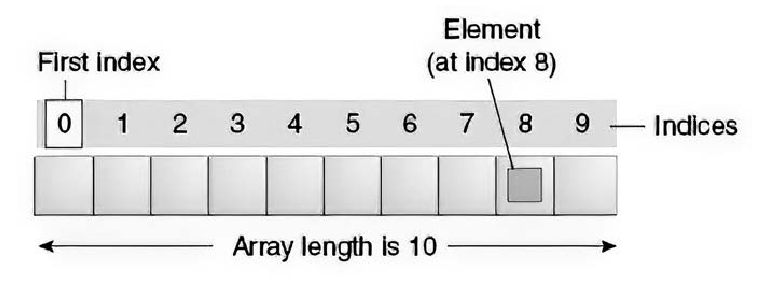 Element
First index (at index 8)
0 1 2 3 4 5 6 7 8 9 Indices
Array length is 10